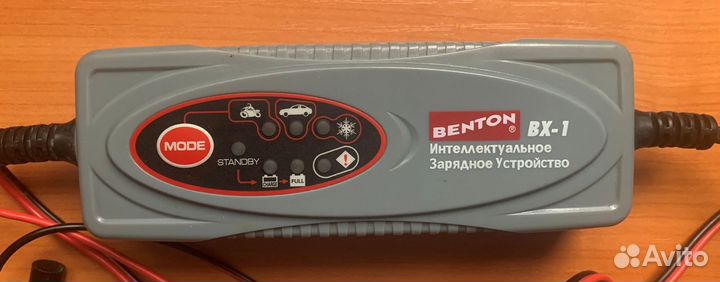 MODE
STANDBY
CHARGE
FULL
BENTON ® BX-1
Интеллектуальное
Зарядное Устройство
Avito